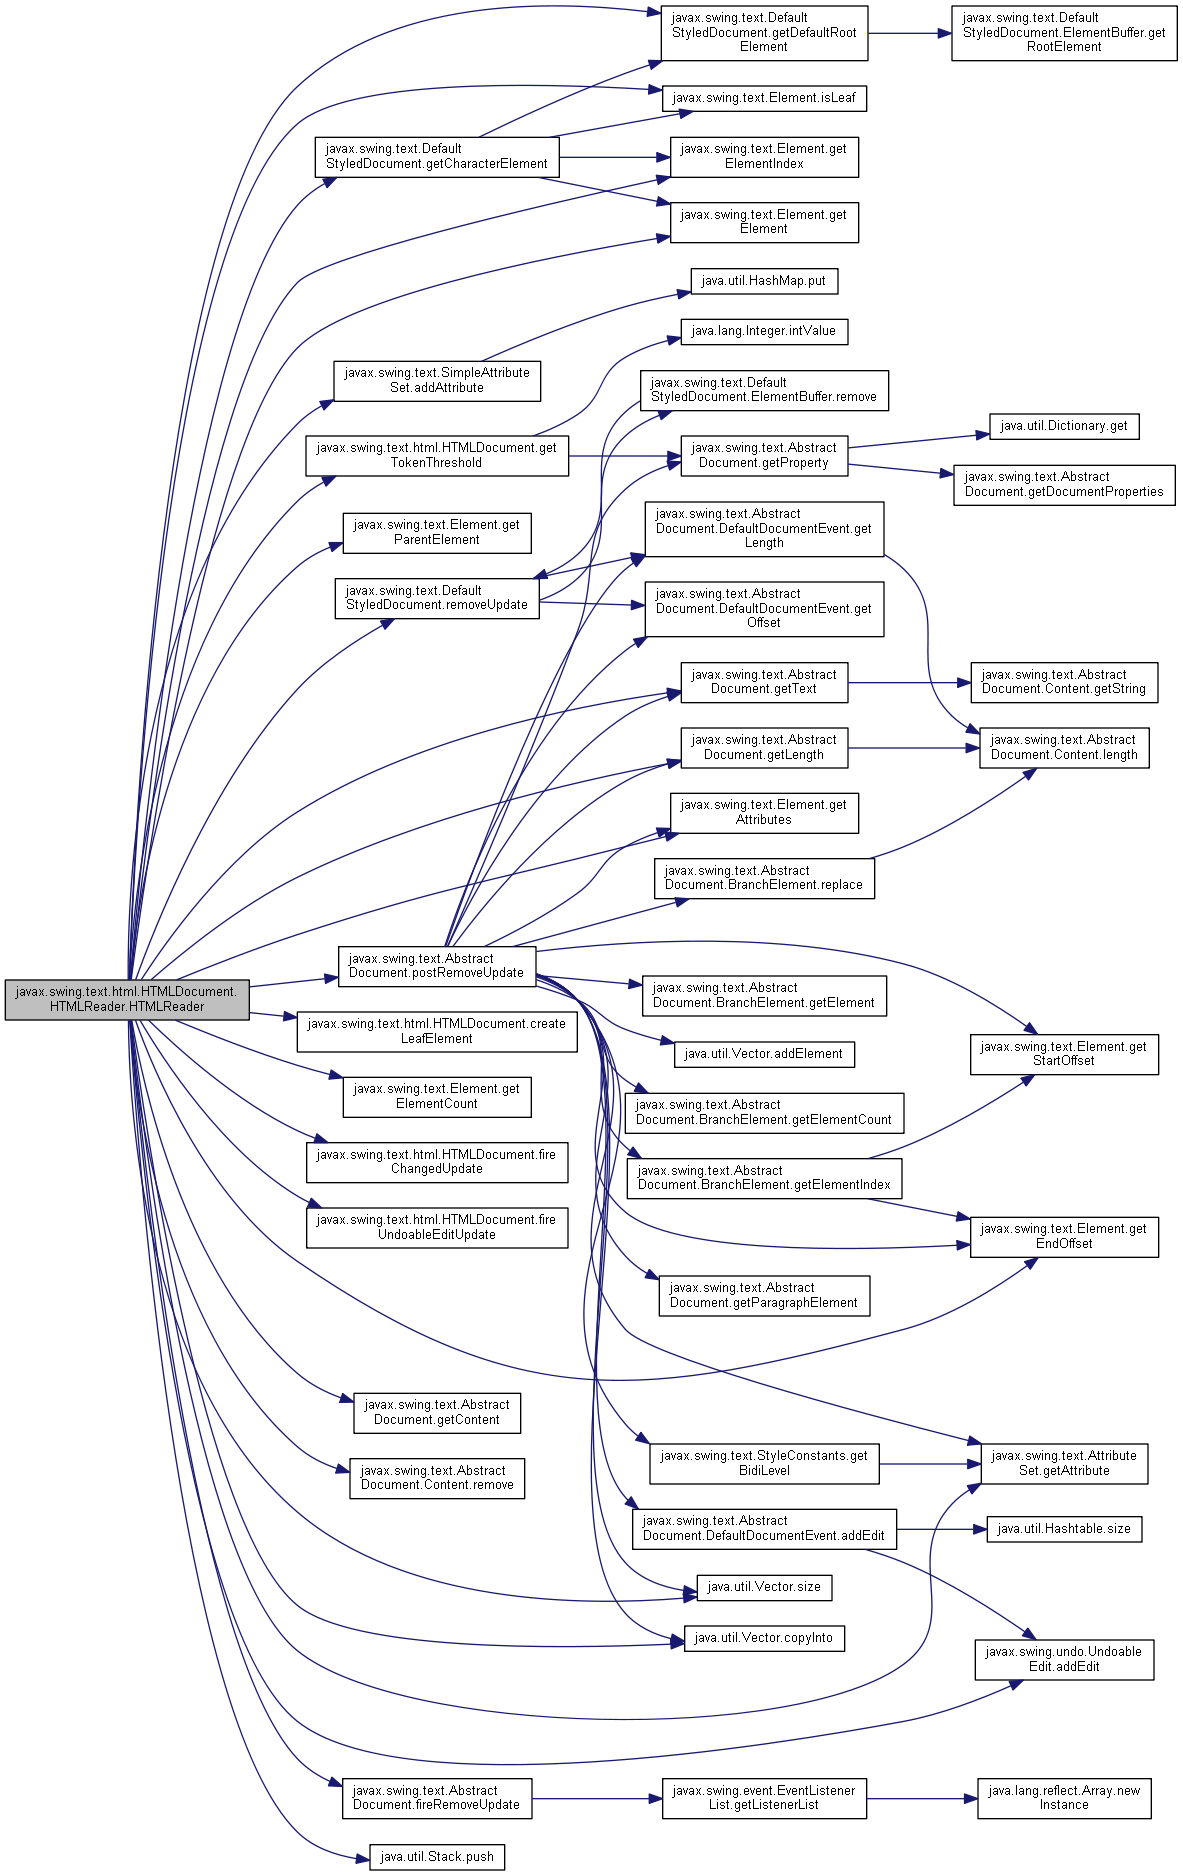 javax.swing.text.Default
StyledDocument.getDefaultRoot
Element
javax.swing.text.Default
StyledDocument.ElementBuffer.get
RootElement
javax.swing.text.Element.isLeaf
javax.swing.text.Default
StyledDocument.getCharacterElement
javax.swing.text.Element.get
ElementIndex
javax.swing.text.Element.get
Element
java.util.HashMap.put
java.lang.Integer.intValue
javax.swing.text.SimpleAttribute
Set.addAttribute
javax.swing.text.Default
StyledDocument.ElementBuffer.remove
java.util.Dictionary.get
javax.swing.text.html.HTMLDocument.get
TokenThreshold
javax.swing.text.Abstract
Document.getProperty
javax.swing.text.Abstract
Document.getDocumentProperties
javax.swing.text.Element.get
ParentElement
javax.swing.text.Abstract
Document.DefaultDocumentEvent.get
Length
javax.swing.text.Default
StyledDocument.removeUpdate
javax.swing.text.Abstract
Document.DefaultDocumentEvent.get
Offset
javax.swing.text.Abstract
Document.getText
javax.swing.text.Abstract
Document.Content.getString
javax.swing.text.Abstract
Document.getLength
javax.swing.text.Abstract
Document.Content.length
javax.swing.text.Element.get
Attributes
javax.swing.text.Abstract
Document.BranchElement.replace
javax.swing.text.Abstract
Document.postRemoveUpdate
javax.swing.text.html.HTMLDocument.
HTMLReader.HTMLReader
javax.swing.text.Abstract
Document.BranchElement.getElement
javax.swing.text.html.HTMLDocument.create
LeafElement
java.util.Vector.addElement
javax.swing.text.Element.get
StartOffset
javax.swing.text.Element.get
ElementCount
javax.swing.text.Abstract
Document.BranchElement.getElementCount
javax.swing.text.html.HTMLDocument.fire
ChangedUpdate
javax.swing.text.Abstract
Document.BranchElement.getElementIndex
javax.swing.text.html.HTMLDocument.fire
UndoableEditUpdate
javax.swing.text.Element.get
EndOffset
javax.swing.text.Abstract
Document.getParagraphElement
javax.swing.text.Abstract
Document.getContent
javax.swing.text.Abstract
Document.Content.remove
javax.swing.text.StyleConstants.get
BidiLevel
javax.swing.text.Attribute
Set.getAttribute
javax.swing.text.Abstract
Document.DefaultDocumentEvent.addEdit
java.util.Hashtable.size
java.util.Vector.size
java.util.Vector.copyInto
javax.swing.undo.Undoable
Edit.addEdit
javax.swing.text.Abstract
Document.fireRemoveUpdate
javax.swing.event.EventListener
List.getListenerList
java.lang.reflect.Array.new
Instance
java.util.Stack.push